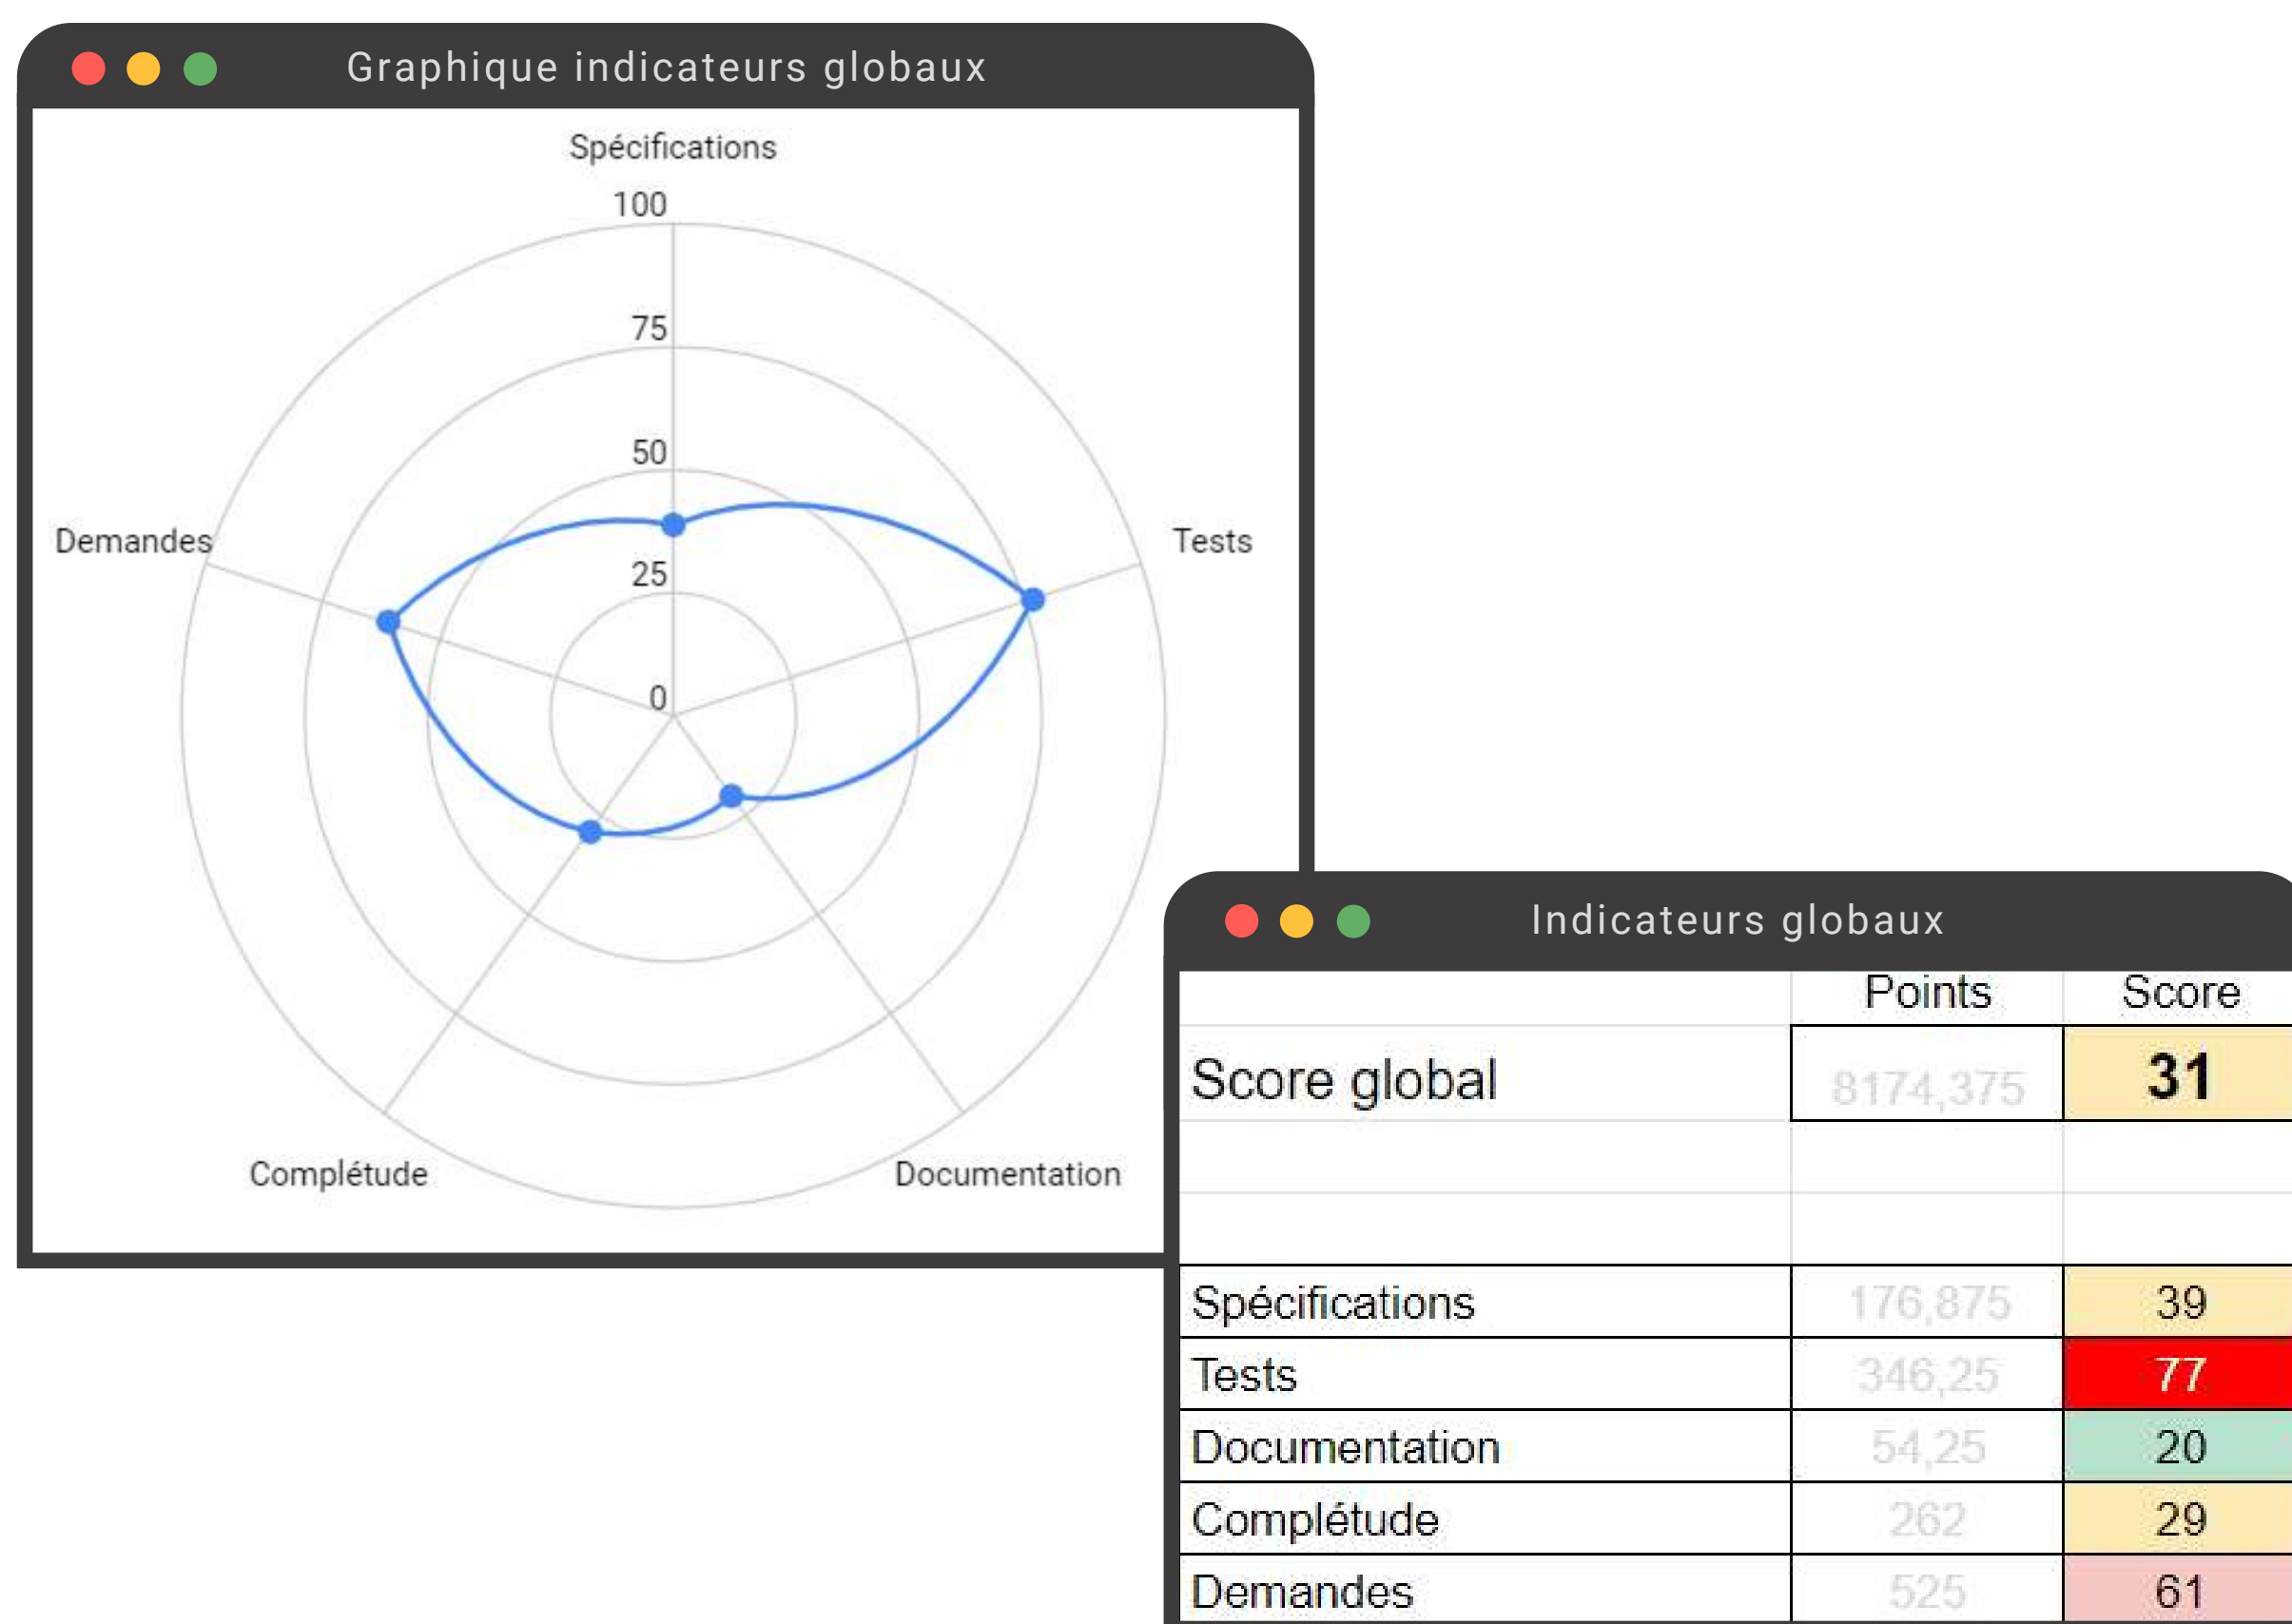 Graphique indicateurs globaux
Spécifications
100
75
50
25
0
Demandes
Tests
Complétude
Documentation
Indicateurs globaux
Points Score
Score global 8174,375 31
Spécifications 176,875 39
Tests 346,25 77
Documentation 54,25 20
Complétude 262 29
Demandes 525 61